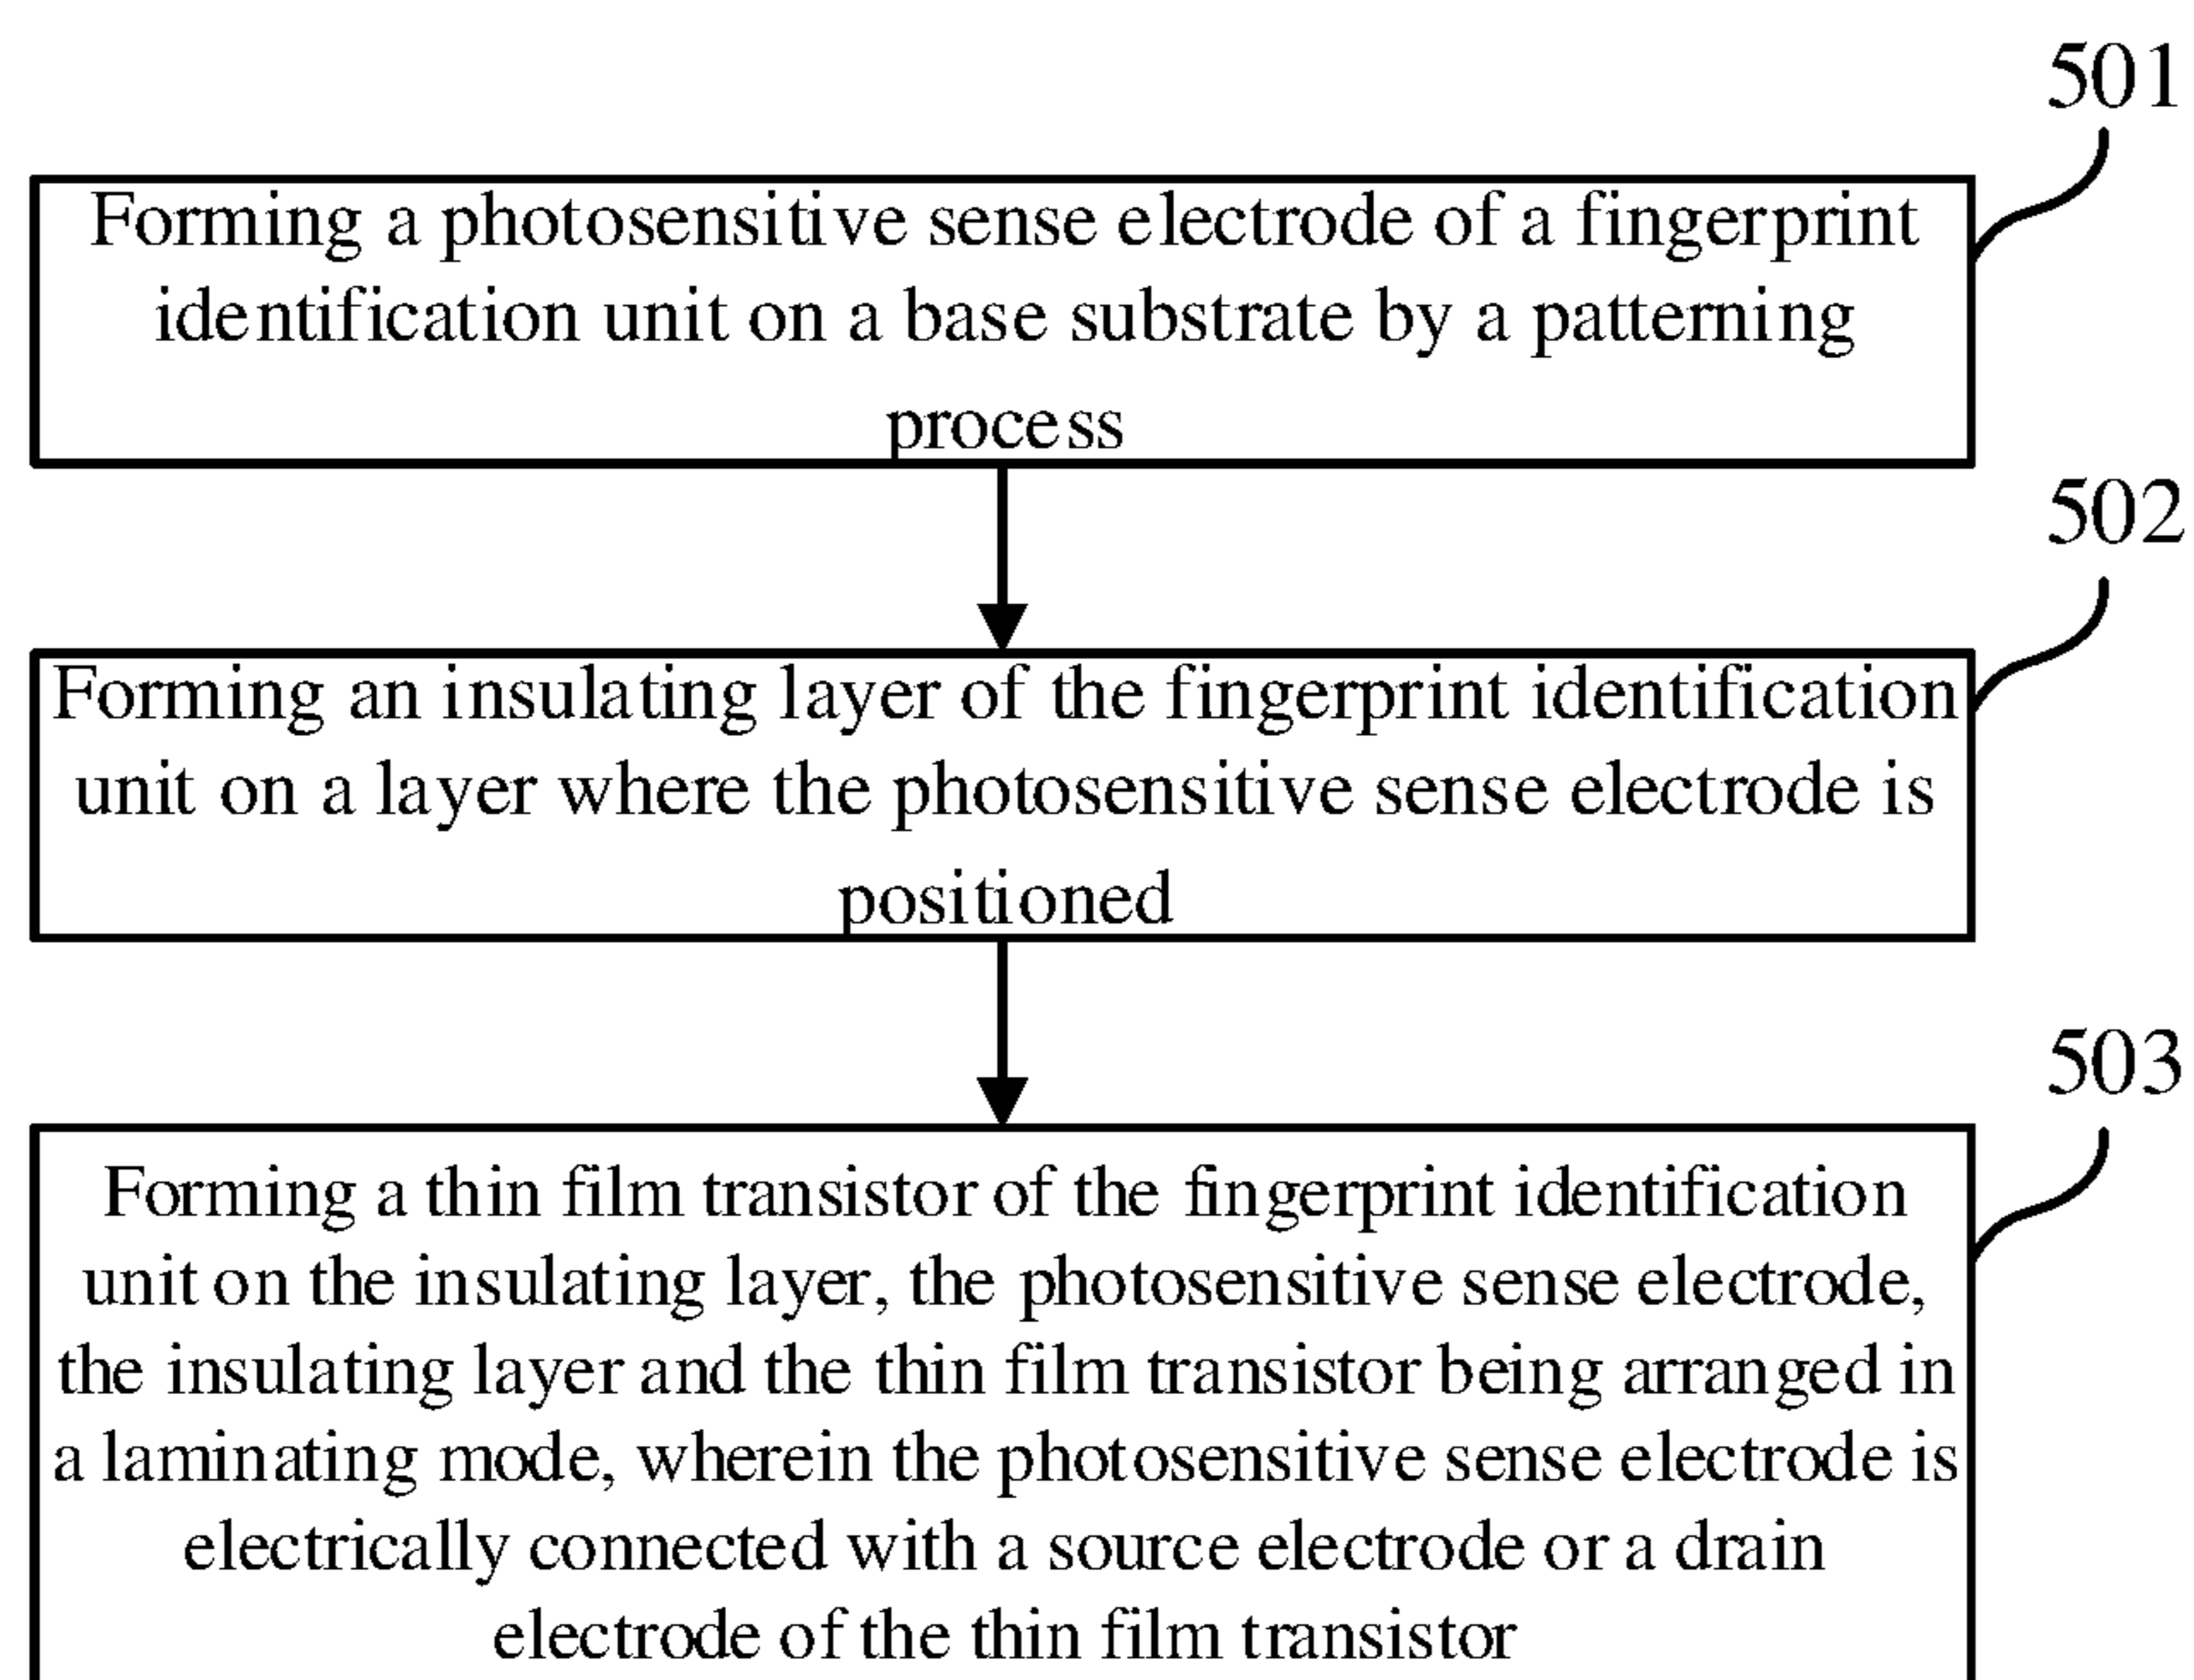 501
Forming a photosensitive sense electrode of a fingerprint
identification unit on a base substrate by a patterning
process
502
Forming an insulating layer of the fingerprint identification
unit on a layer where the photosensitive sense electrode is
positioned
503
Forming a thin film transistor of the fingerprint identification
unit on the insulating layer, the photosensitive sense electrode,
the insulating layer and the thin film transistor being arranged in
a laminating mode, wherein the photosensitive sense electrode is
electrically connected with a source electrode or a drain
electrode of the thin film transistor